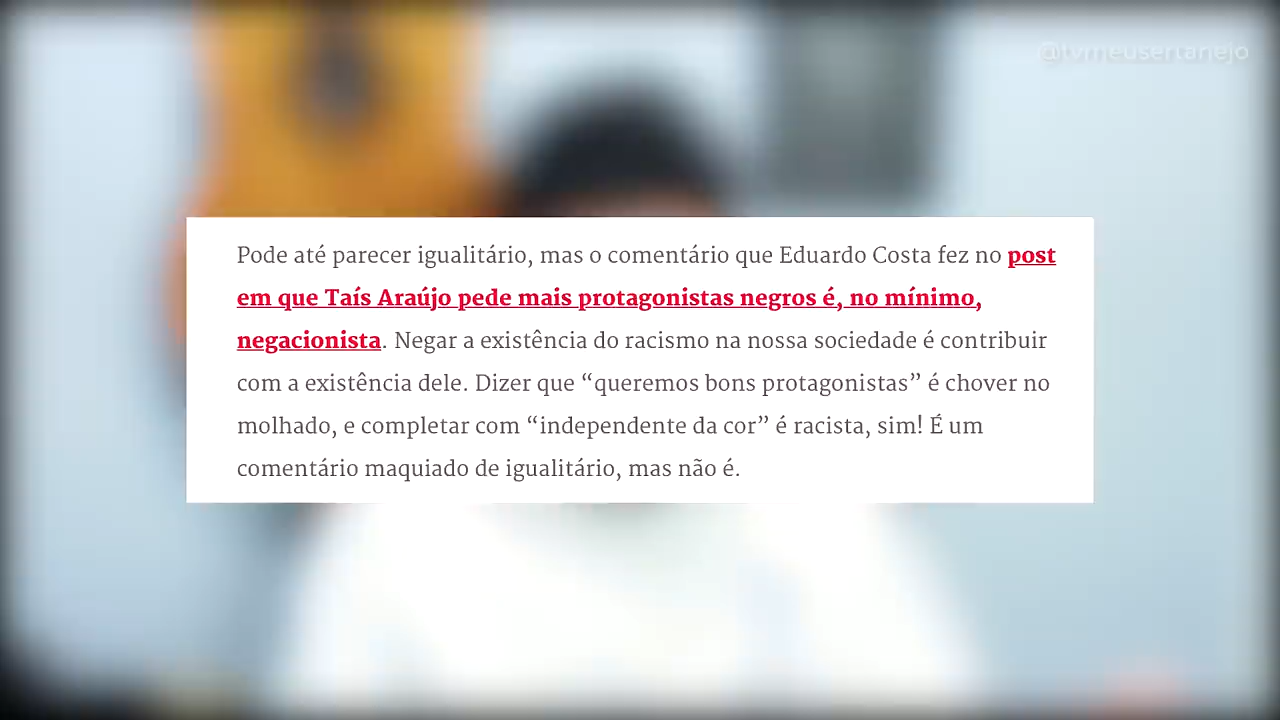 @tvmeusertanejo
Pode até parecer igualitário, mas o comentário que Eduardo Costa fez no post
em que Taís Araújo pede mais protagonistas negros é, no mínimo,
negacionista. Negar a existência do racismo na nossa sociedade é contribuir
com a existência dele. Dizer que “queremos bons protagonistas” é chover no
molhado, e completar com “independente da cor” é racista, sim! É um
comentário maquiado de igualitário, mas não é.